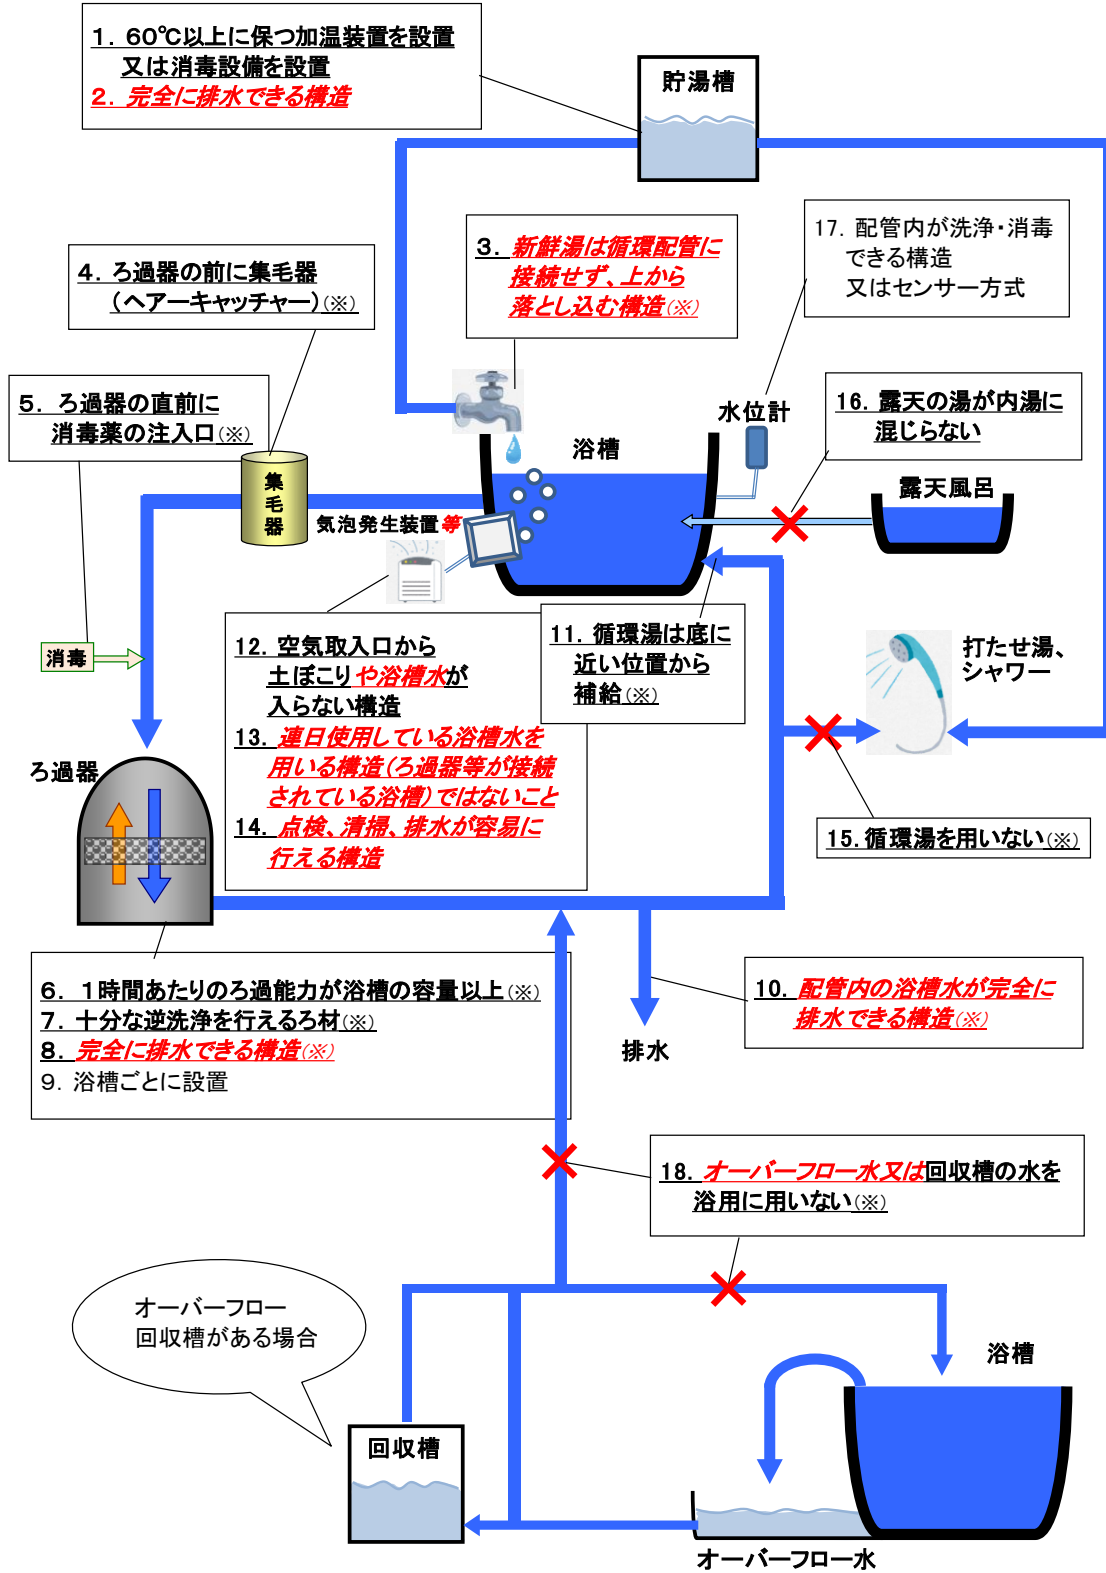 1．60℃以上に保つ加温装置を設置
又は消毒設備を設置
2．完全に排水できる構造
貯湯槽
3．新鮮湯は循環配管に
接続せず、上から
落とし込む構造(※)
17．配管内が洗浄・消毒
できる構造
又はセンサー方式
4．ろ過器の前に集毛器
（ヘアーキャッチャー）(※)
5．ろ過器の直前に
消毒薬の注入口(※)
水位計
16．露天の湯が内湯に
混じらない
浴槽
集毛器
露天風呂
気泡発生装置等
消毒
12．空気取入口から
土ぼこりや浴槽水が
入らない構造
13．連日使用している浴槽水を
用いる構造（ろ過器等が接続
されている浴槽）ではないこと
14．点検、清掃、排水が容易に
行える構造
11．循環湯は底に
近い位置から
補給(※)
打たせ湯、
シャワー
ろ過器
15．循環湯を用いない(※)
6．1時間あたりのろ過能力が浴槽の容量以上(※)
7．十分な逆洗浄を行えるろ材(※)
8．完全に排水できる構造(※)
9．浴槽ごとに設置
10．配管内の浴槽水が完全に
排水できる構造(※)
排水
18．オーバーフロー水又は回収槽の水を
浴用に用いない(※)
オーバーフロー
回収槽がある場合
浴槽
回収槽
オーバーフロー水